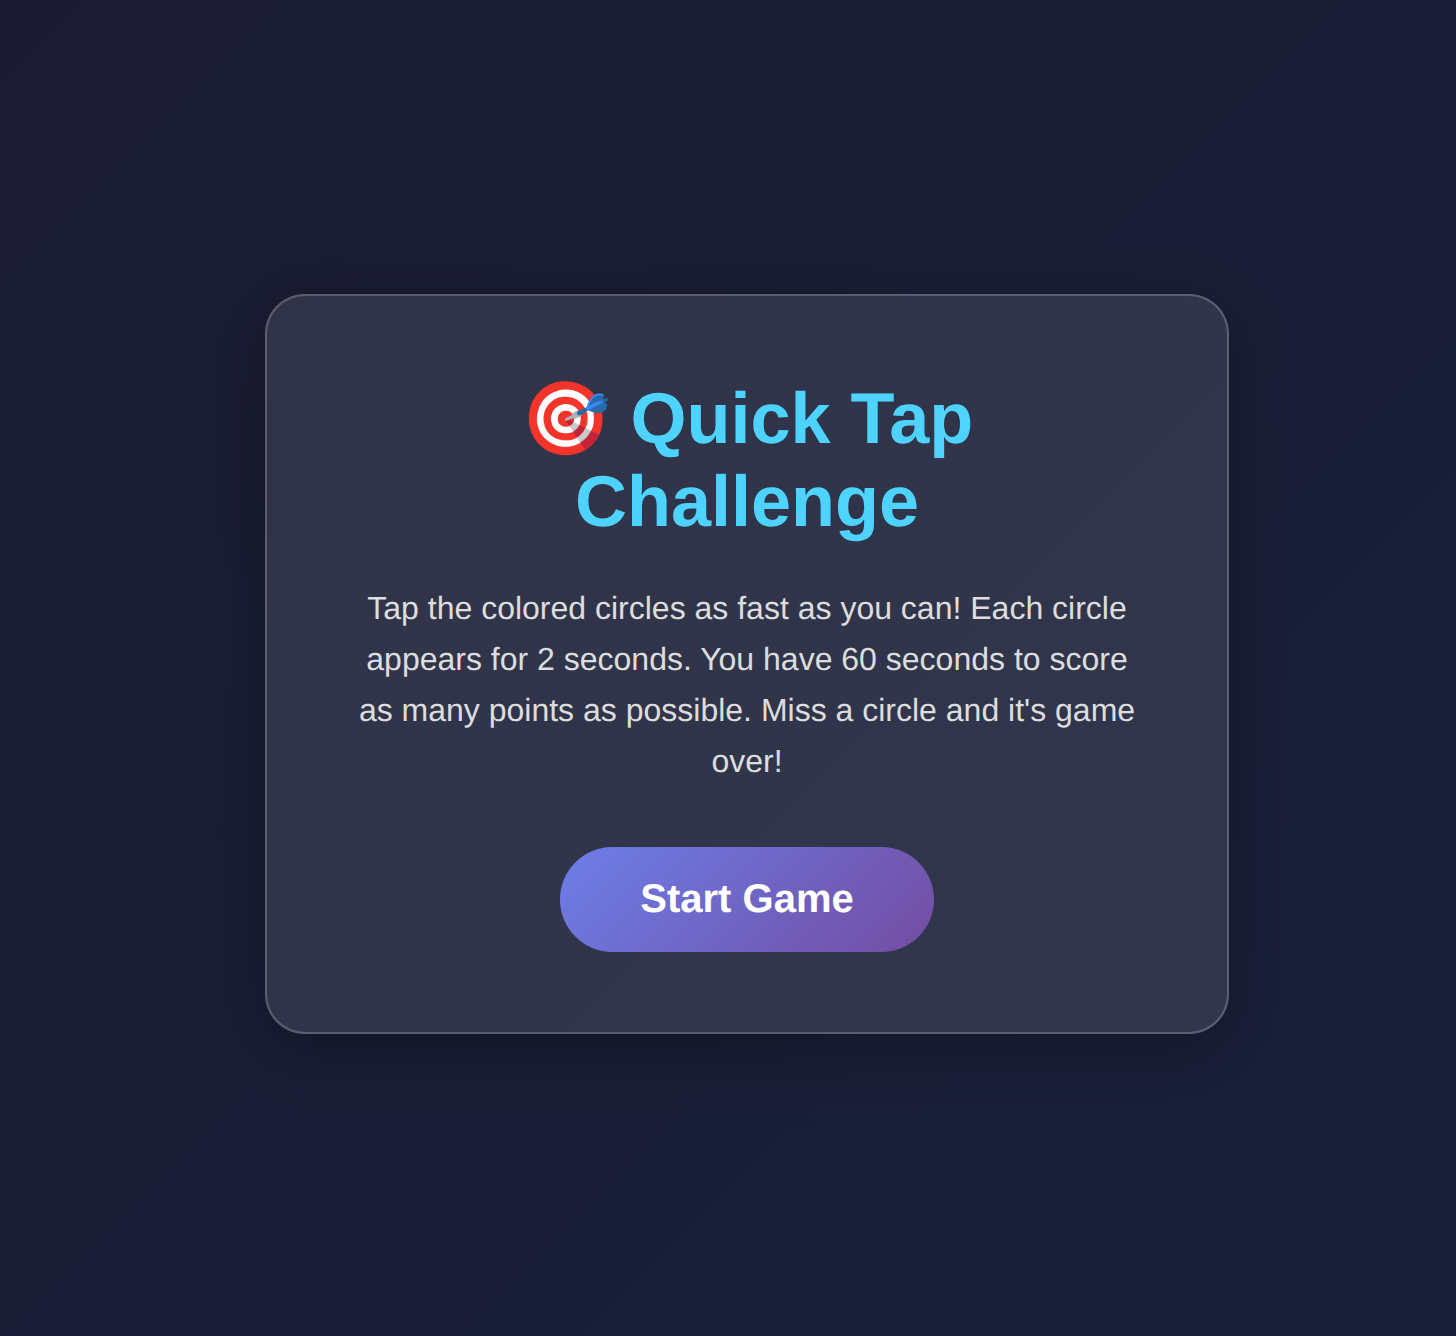 Quick Tap
Challenge
Tap the colored circles as fast as you can! Each circle
appears for 2 seconds. You have 60 seconds to score
as many points as possible. Miss a circle and it's game
over!
Start Game